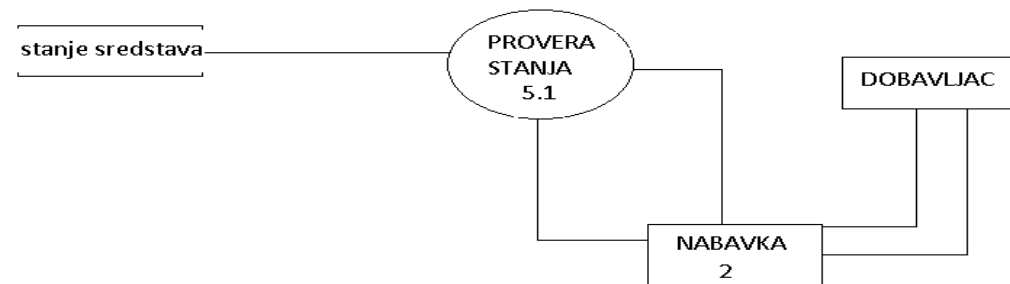 stanje sredstava
PROVERA
STANJA
5.1
DOBAVLJAC
NABAVKA
2